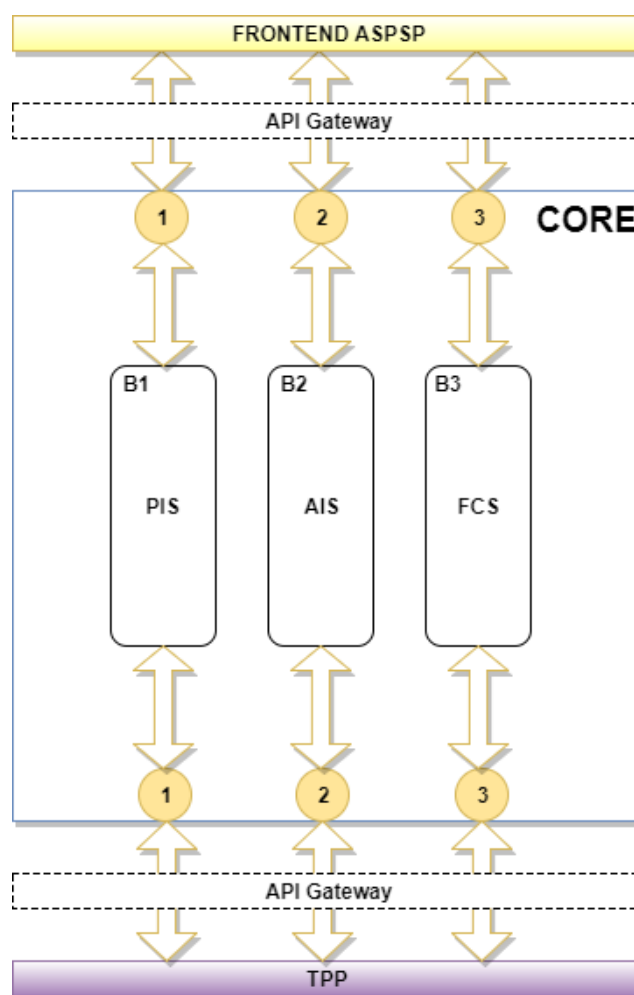 FRONTEND ASPSP
API Gateway
1
2
3
CORE
B1
B2
B3
PIS
AIS
FCS
1
2
3
API Gateway
TPP